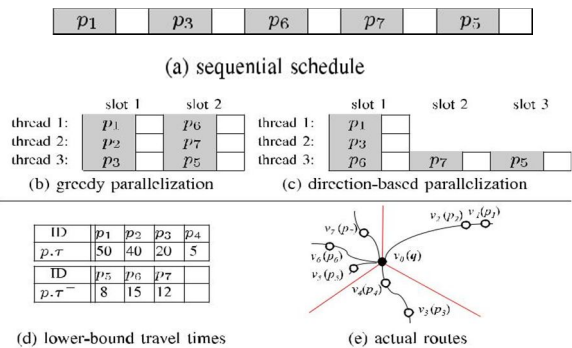 p1 p3 p6 p7 p5
(a) sequential schedule
slot 1 slot 2
thread 1: p1 p6
thread 2: p2 p7
thread 3: p3 p5
(b) greedy parallelization
slot 1 slot 2 slot 3
thread 1: p1
thread 2: p3
thread 3: p6 p7 p5
(c) direction-based parallelization
ID p1 p2 p3 p4
p.τ 50 40 20 5
ID p5 p6 p7
p.τ⁻ 8 15 12
(d) lower-bound travel times
v2(p2) v1(p1)
v7(p7)
v6(p6) v0(q)
v5(p5)
v4(p4)
v3(p3)
(e) actual routes